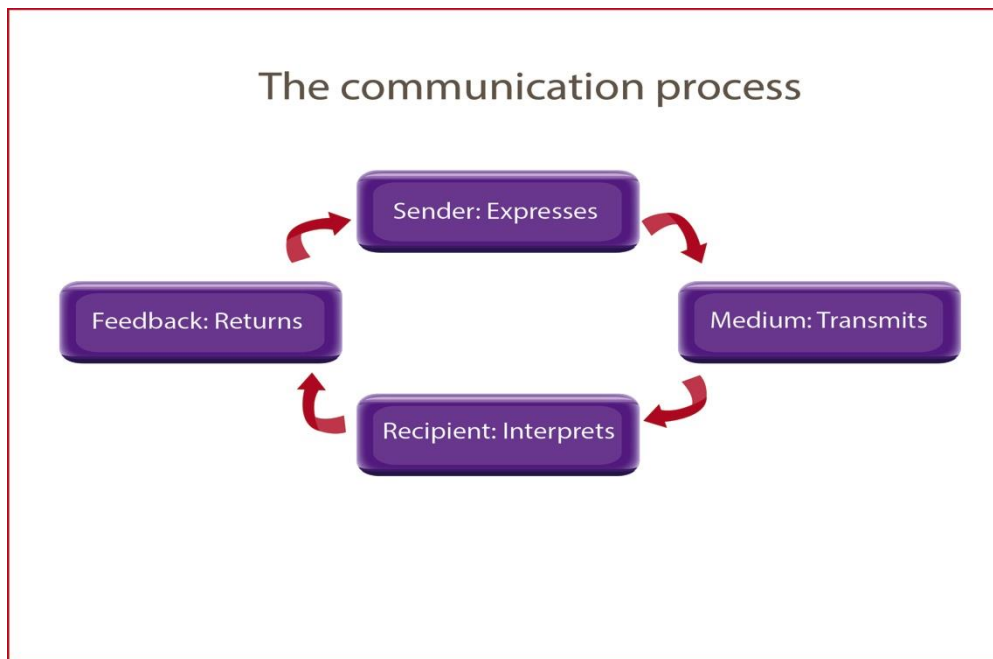 The communication process
Sender: Expresses
Feedback: Returns
Medium: Transmits
Recipient: Interprets